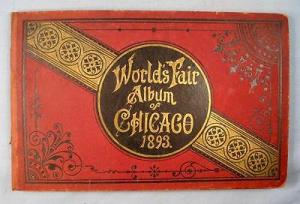 World's Fair
Album
of
CHICAGO
1893.